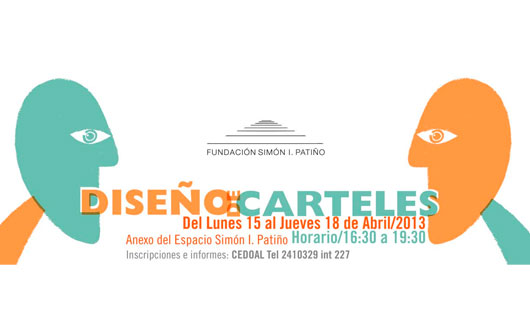 FUNDACIÓN SIMÓN I. PATIÑO
DISEÑO DE CARTELES
Del Lunes 15 al Jueves 18 de Abril/2013
Anexo del Espacio Simón I. Patiño Horario/16:30 a 19:30
Inscripciones e informes: CEDOAL Tel 2410329 int 227